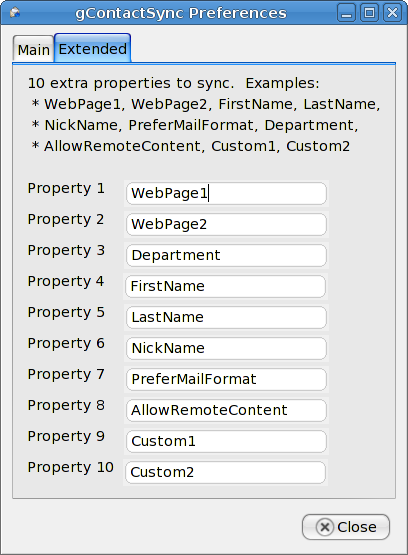 gContactSync Preferences
Main
Extended
10 extra properties to sync.  Examples:
* WebPage1, WebPage2, FirstName, LastName,
* NickName, PreferMailFormat, Department,
* AllowRemoteContent, Custom1, Custom2
Property 1 WebPage1
Property 2 WebPage2
Property 3 Department
Property 4 FirstName
Property 5 LastName
Property 6 NickName
Property 7 PreferMailFormat
Property 8 AllowRemoteContent
Property 9 Custom1
Property 10 Custom2
Close